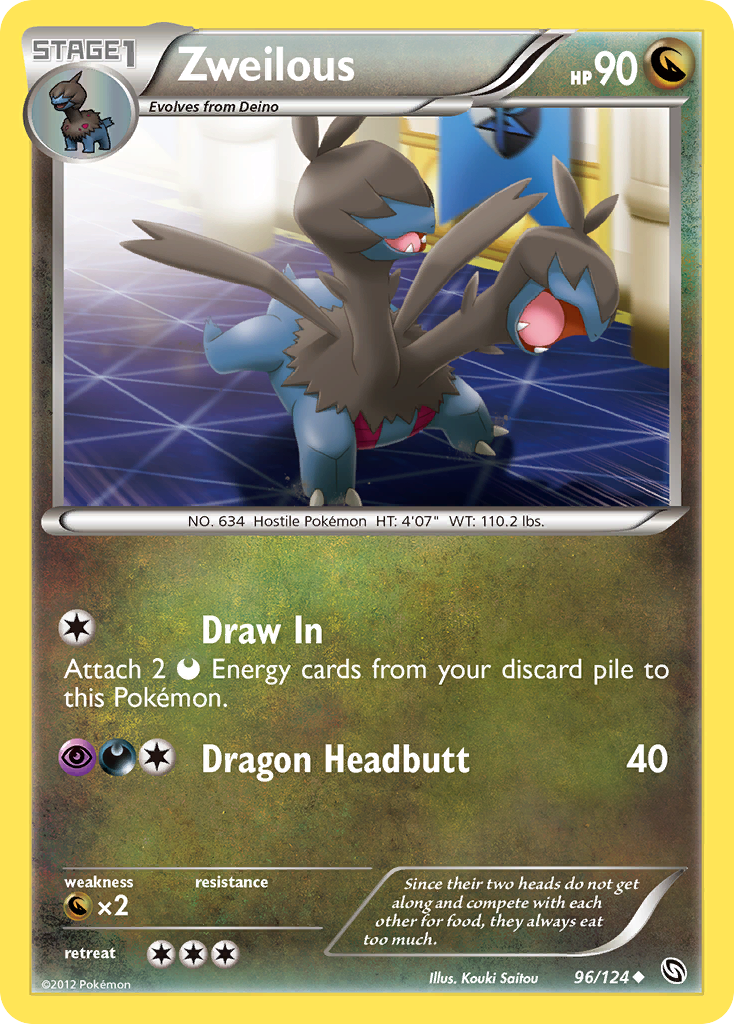 STAGE1
Zweilous
HP 90
Evolves from Deino
NO. 634 Hostile Pokémon HT: 4'07" WT: 110.2 lbs.
Draw In
Attach 2 Energy cards from your discard pile to
this Pokémon.
Dragon Headbutt 40
weakness resistance
×2
Since their two heads do not get
along and compete with each
other for food, they always eat
too much.
retreat
©2012 Pokémon
Illus. Kouki Saitou 96/124